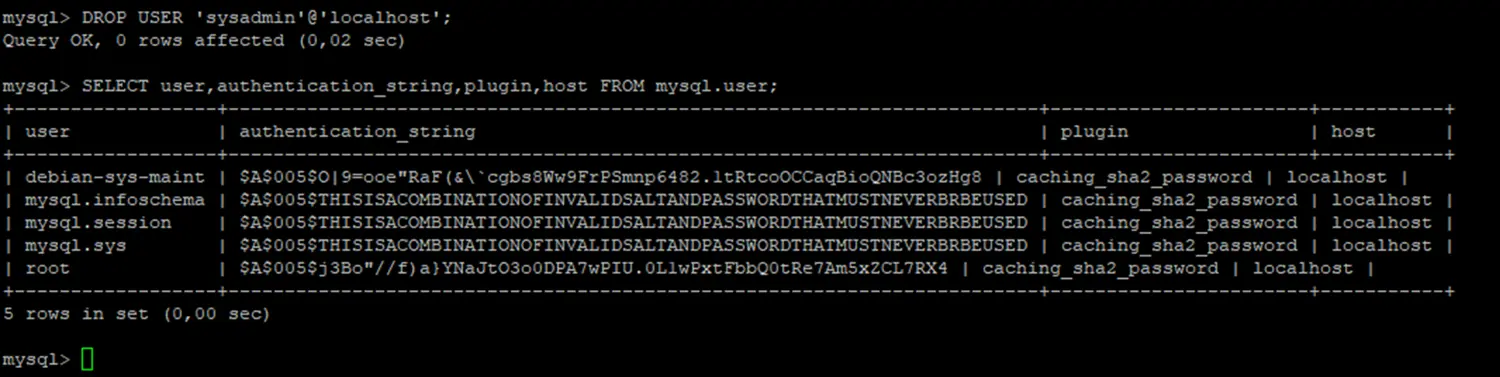 mysql> DROP USER 'sysadmin'@'localhost';
Query OK, 0 rows affected (0,02 sec)
mysql> SELECT user,authentication_string,plugin,host FROM mysql.user;
+------------------+------------------------------------------------------------------------+-----------------------+-----------+
| user             | authentication_string                                                  | plugin                | host      |
+------------------+------------------------------------------------------------------------+-----------------------+-----------+
| debian-sys-maint | $A$005$O|9=ooe"RaF(&\`cgbs8Ww9FrPSmnp6482.ltRtcoOCCaqBioQNBc3ozHg8 | caching_sha2_password | localhost |
| mysql.infoschema | $A$005$THISISACOMBINATIONOFINVALIDSALTANDPASSWORDTHATMUSTNEVERBRBEUSED | caching_sha2_password | localhost |
| mysql.session    | $A$005$THISISACOMBINATIONOFINVALIDSALTANDPASSWORDTHATMUSTNEVERBRBEUSED | caching_sha2_password | localhost |
| mysql.sys        | $A$005$THISISACOMBINATIONOFINVALIDSALTANDPASSWORDTHATMUSTNEVERBRBEUSED | caching_sha2_password | localhost |
| root             | $A$005$j3Bo"//f)a}YNaJtO3o0DPA7wPIU.0L1wPxtFbbQ0tRe7Am5xZCL7RX4 | caching_sha2_password | localhost |
+------------------+------------------------------------------------------------------------+-----------------------+-----------+
5 rows in set (0,00 sec)
mysql>